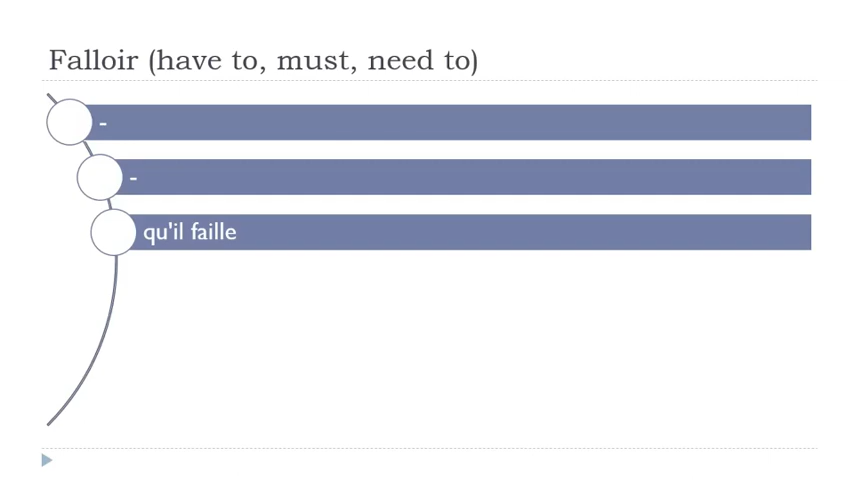 Falloir (have to, must, need to)
-
-
qu'il faille